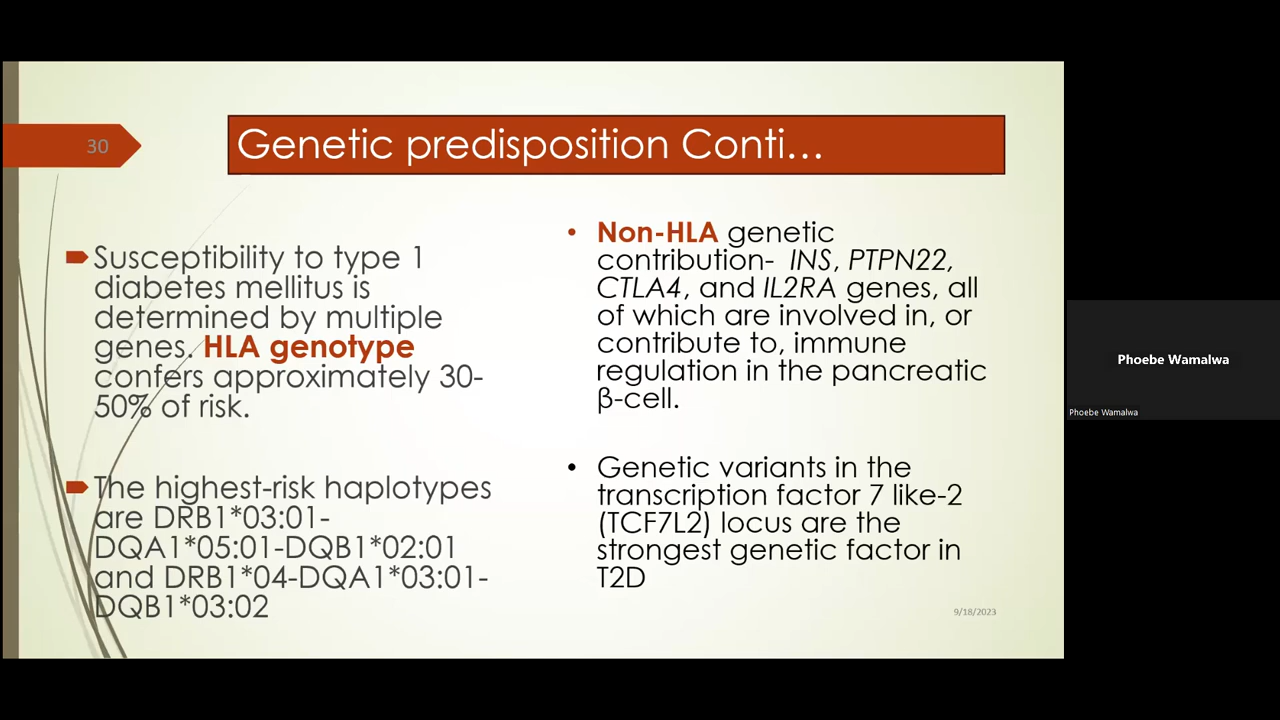 30
Genetic predisposition Conti...
Susceptibility to type 1
diabetes mellitus is
determined by multiple
genes. HLA genotype
confers approximately 30-
50% of risk.
The highest-risk haplotypes
are DRB1*03:01-
DQA1*05:01-DQB1*02:01
and DRB1*04-DQA1*03:01-
DQB1*03:02
• Non-HLA genetic
contribution- INS, PTPN22,
CTLA4, and IL2RA genes, all
of which are involved in, or
contribute to, immune
regulation in the pancreatic
β-cell.
• Genetic variants in the
transcription factor 7 like-2
(TCF7L2) locus are the
strongest genetic factor in
T2D
9/18/2023
Phoebe Wamalwa
Phoebe Wamalwa